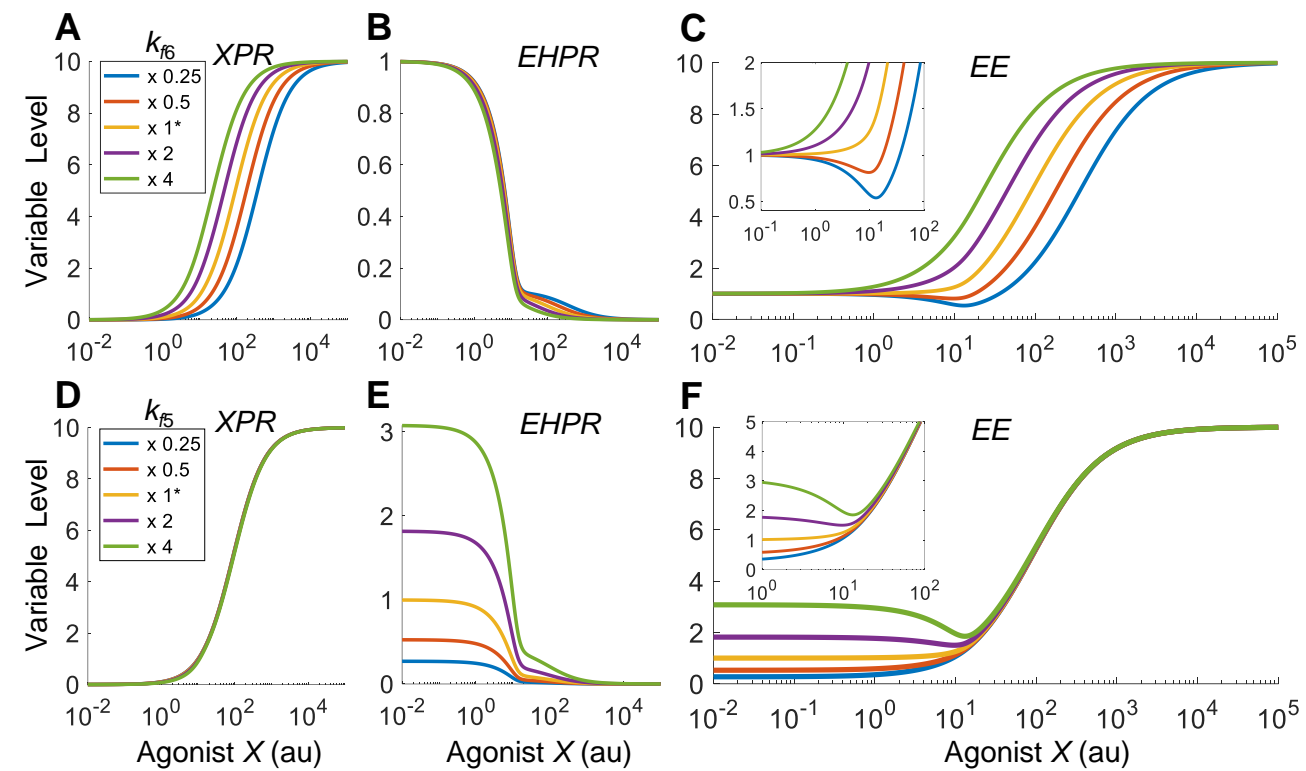 A
k_f6
XPR
x 0.25
x 0.5
x 1*
x 2
x 4
Variable Level
10
8
6
4
2
0
10^-2 10^0 10^2 10^4
B
EHPR
1
0.8
0.6
0.4
0.2
0
10^-2 10^0 10^2 10^4
C
EE
10
8
6
4
2
0
2
1.5
1
0.5
10^-1 10^0 10^1 10^2
10^-2 10^-1 10^0 10^1 10^2 10^3 10^4 10^5
D
k_f5
XPR
x 0.25
x 0.5
x 1*
x 2
x 4
Variable Level
10
8
6
4
2
0
10^-2 10^0 10^2 10^4
Agonist X (au)
E
EHPR
3
2
1
0
10^-2 10^0 10^2 10^4
Agonist X (au)
F
EE
10
8
6
4
2
0
5
4
3
2
1
0
10^0 10^1 10^2
10^-2 10^-1 10^0 10^1 10^2 10^3 10^4 10^5
Agonist X (au)